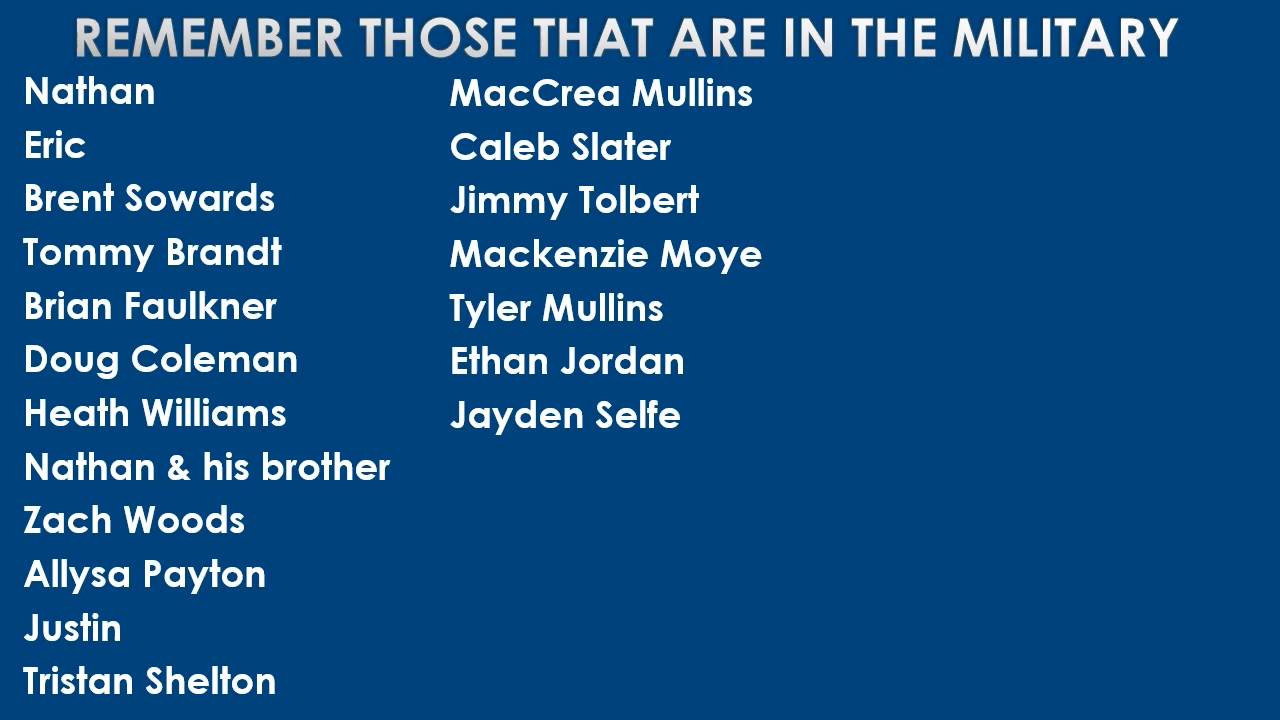 REMEMBER THOSE THAT ARE IN THE MILITARY
Nathan
Eric
Brent Sowards
Tommy Brandt
Brian Faulkner
Doug Coleman
Heath Williams
Nathan & his brother
Zach Woods
Allysa Payton
Justin
Tristan Shelton
MacCrea Mullins
Caleb Slater
Jimmy Tolbert
Mackenzie Moye
Tyler Mullins
Ethan Jordan
Jayden Selfe